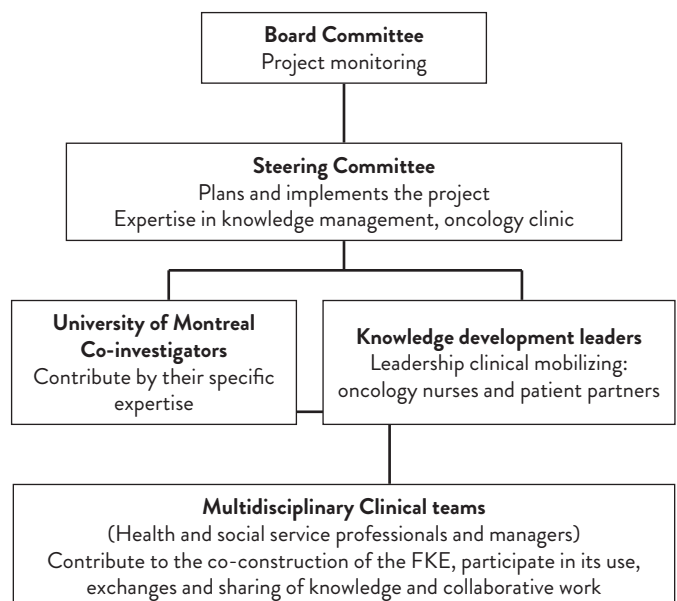 Board Committee
Project monitoring
Steering Committee
Plans and implements the project
Expertise in knowledge management, oncology clinic
University of Montreal
Co-investigators
Contribute by their specific
expertise
Knowledge development leaders
Leadership clinical mobilizing:
oncology nurses and patient partners
Multidisciplinary Clinical teams
(Health and social service professionals and managers)
Contribute to the co-construction of the FKE, participate in its use,
exchanges and sharing of knowledge and collaborative work